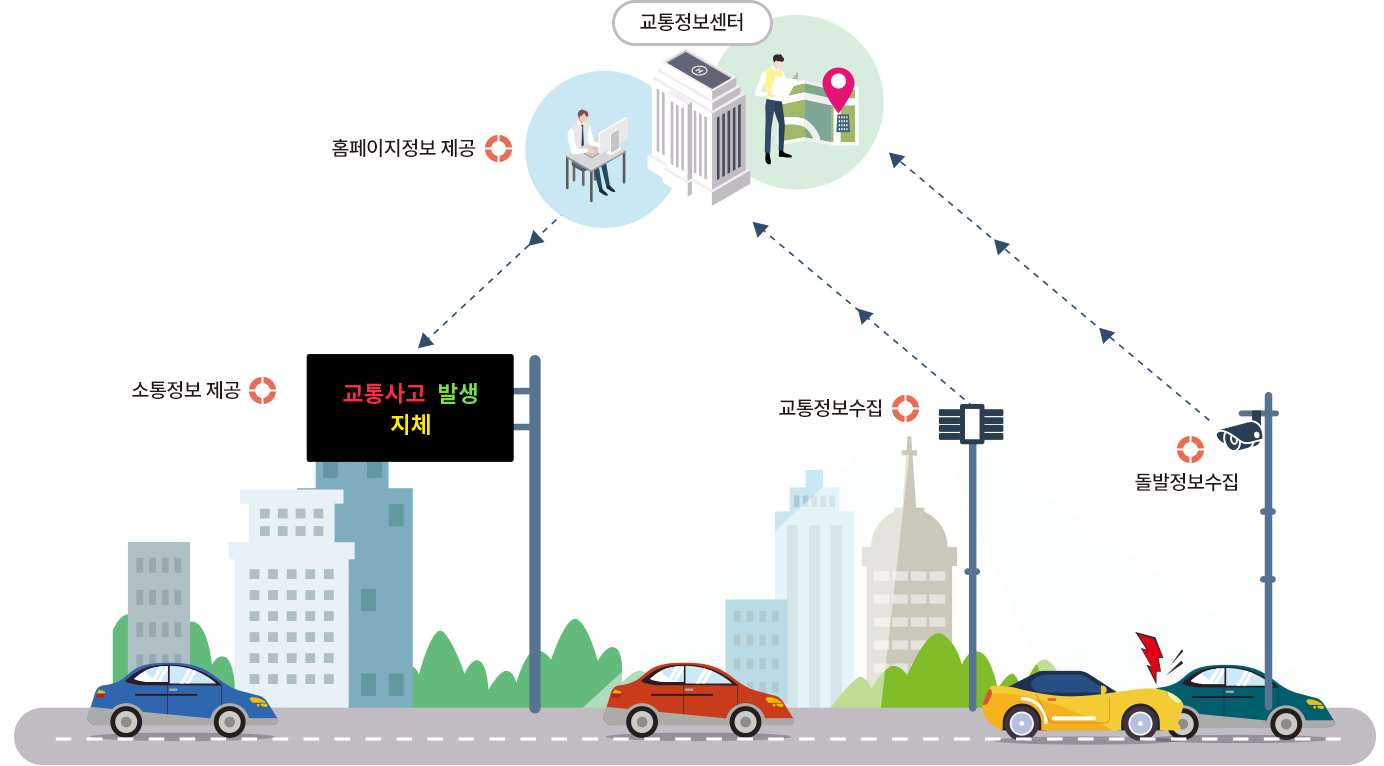 교통정보센터
홈페이지정보 제공
소통정보 제공
교통사고 발생
지체
교통정보수집
돌발정보수집